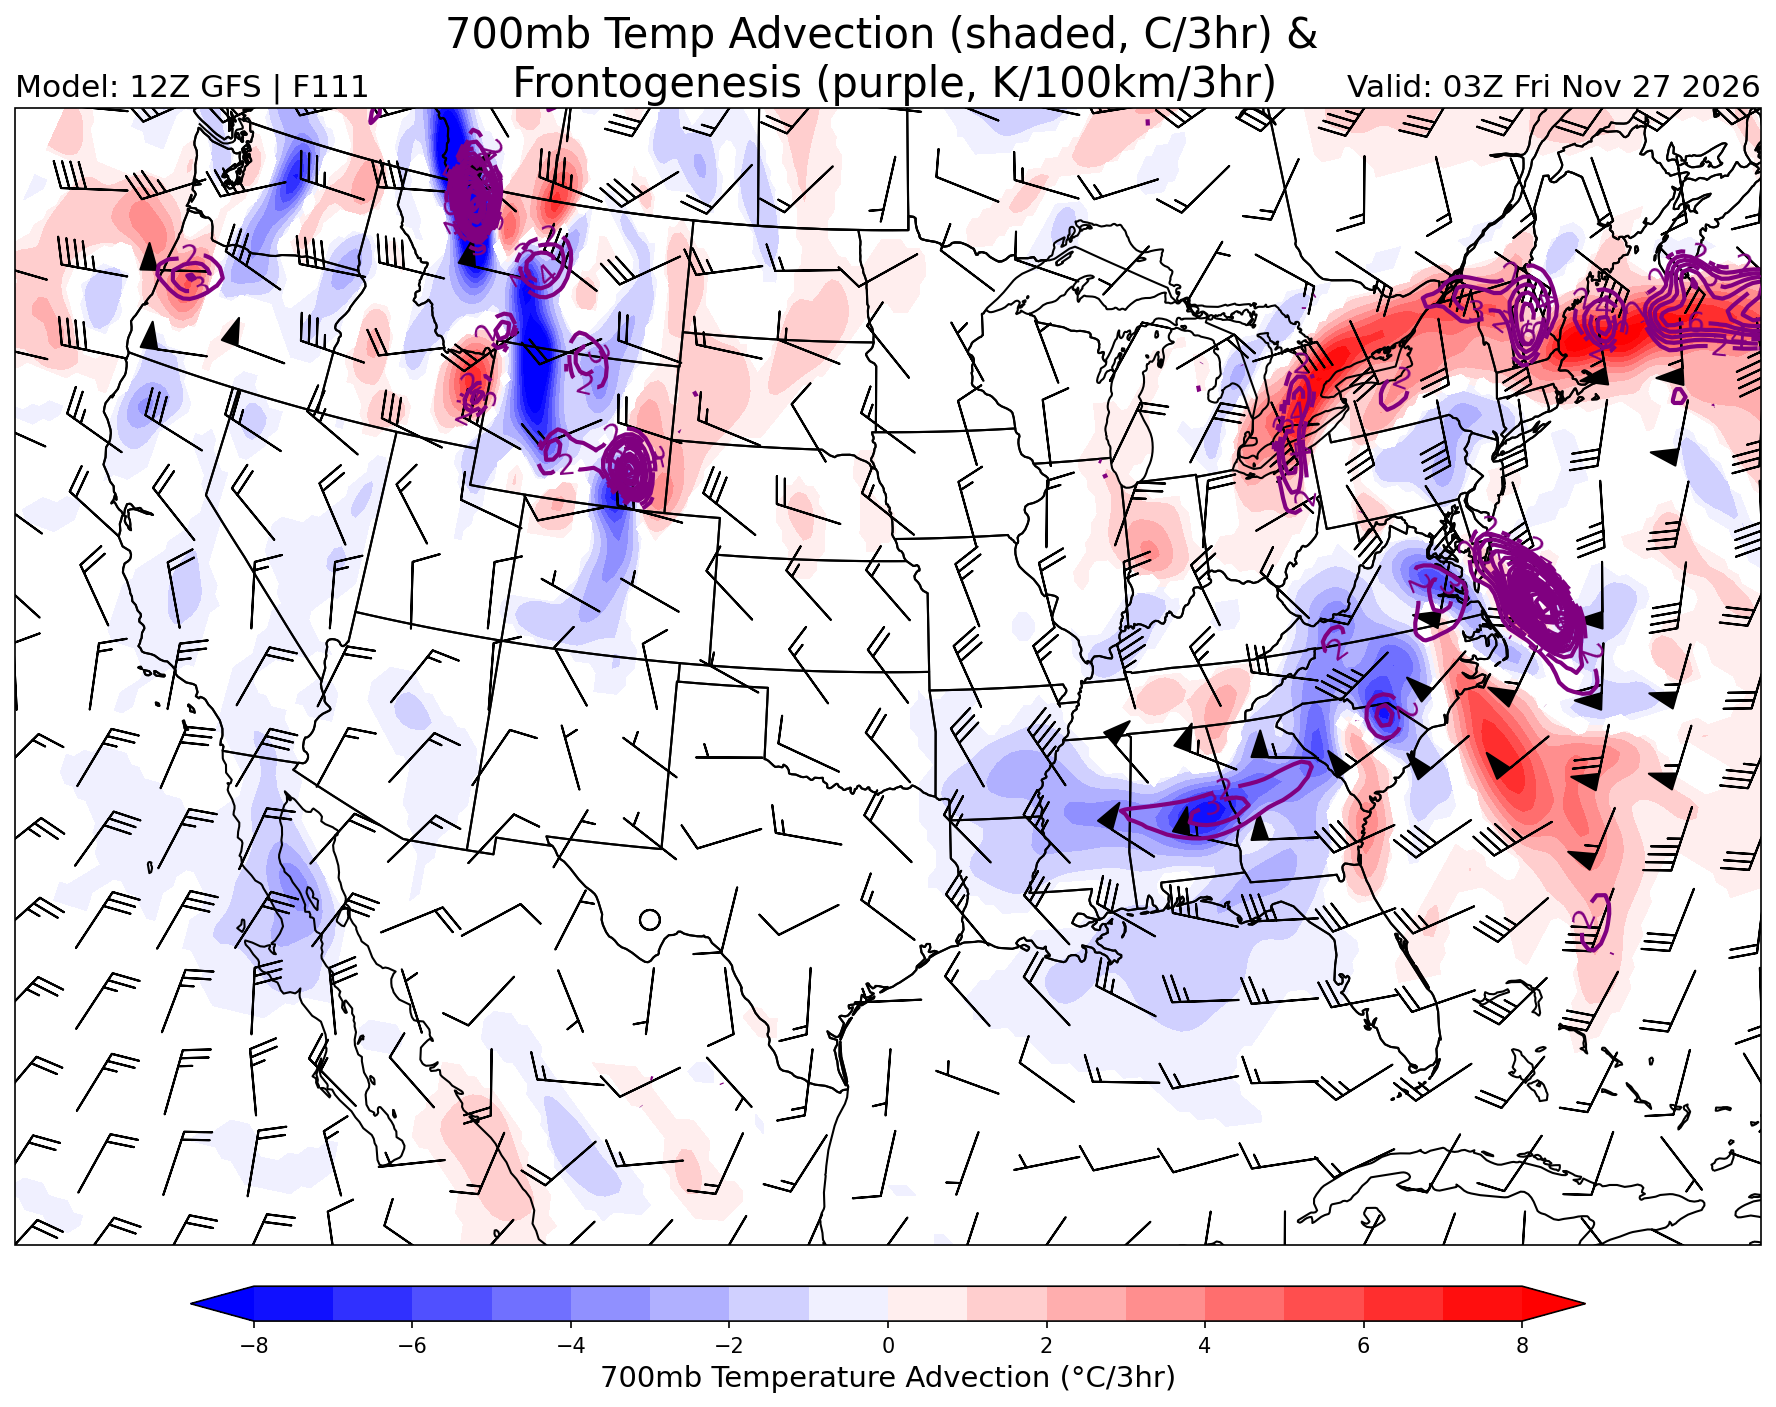 700mb Temp Advection (shaded, C/3hr) &
Frontogenesis (purple, K/100km/3hr)
Model: 12Z GFS | F111
Valid: 03Z Fri Nov 27 2026
−8 −6 −4 −2 0 2 4 6 8
700mb Temperature Advection (°C/3hr)